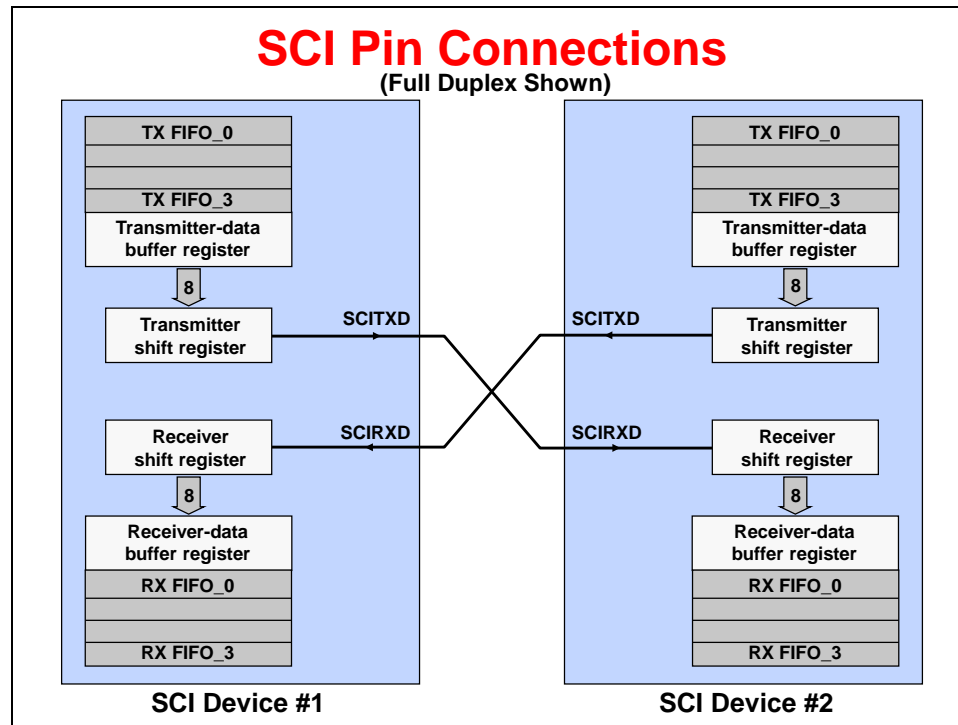 SCI Pin Connections
(Full Duplex Shown)
TX FIFO_0
TX FIFO_3
Transmitter-data
buffer register
8
Transmitter
shift register
SCITXD
SCIRXD
Receiver
shift register
8
Receiver-data
buffer register
RX FIFO_0
RX FIFO_3
SCI Device #1
TX FIFO_0
TX FIFO_3
Transmitter-data
buffer register
8
SCITXD
Transmitter
shift register
SCIRXD
Receiver
shift register
8
Receiver-data
buffer register
RX FIFO_0
RX FIFO_3
SCI Device #2